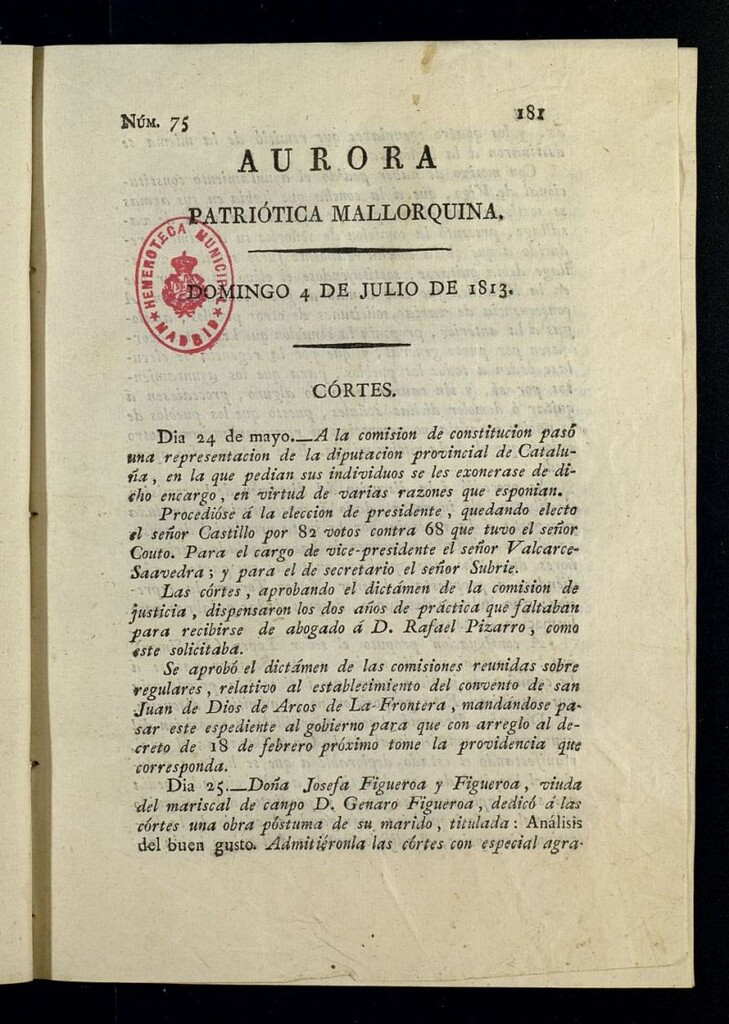 NÚM. 75
181
AURORA
PATRIÓTICA MALLORQUINA.
HEMEROTECA MUNICIPAL
MADRID
DOMINGO 4 DE JULIO DE 1813.
CÓRTES.
Dia 24 de mayo.—A la comision de constitucion pasó
una representacion de la diputacion provincial de Catalu-
ña, en la que pedian sus individuos se les exonerase de di-
cho encargo, en virtud de varias razones que esponian.
Procedióse á la eleccion de presidente, quedando electo
el señor Castillo por 82 votos contra 68 que tuvo el señor
Couto. Para el cargo de vice-presidente el señor Valcarce-
Saavedra; y para el de secretario el señor Subrie.
Las córtes, aprobando el dictámen de la comision de
justicia, dispensaron los dos años de práctica que faltaban
para recibirse de abogado á D. Rafael Pizarro, como
este solicitaba.
Se aprobó el dictámen de las comisiones reunidas sobre
regulares, relativo al establecimiento del convento de san
Juan de Dios de Arcos de La-Frontera, mandándose pa-
sar este espediente al gobierno para que con arreglo al de-
creto de 18 de febrero próximo tome la providencia que
corresponda.
Dia 25.—Doña Josefa Figueroa y Figueroa, viuda
del mariscal de canpo D. Genaro Figueroa, dedicó á las
córtes una obra póstuma de su marido, titulada: Análisis
del buen gusto. Admitiéronla las córtes con especial agra-